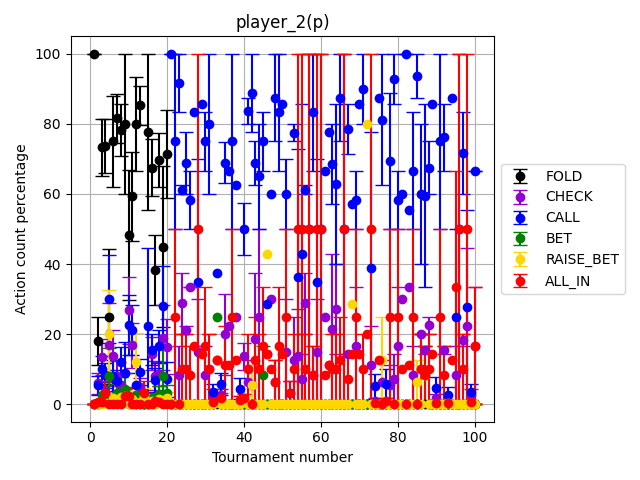 player_2(p)
Action count percentage
100
80
60
40
20
0
0 20 40 60 80 100
Tournament number
FOLD
CHECK
CALL
BET
RAISE_BET
ALL_IN